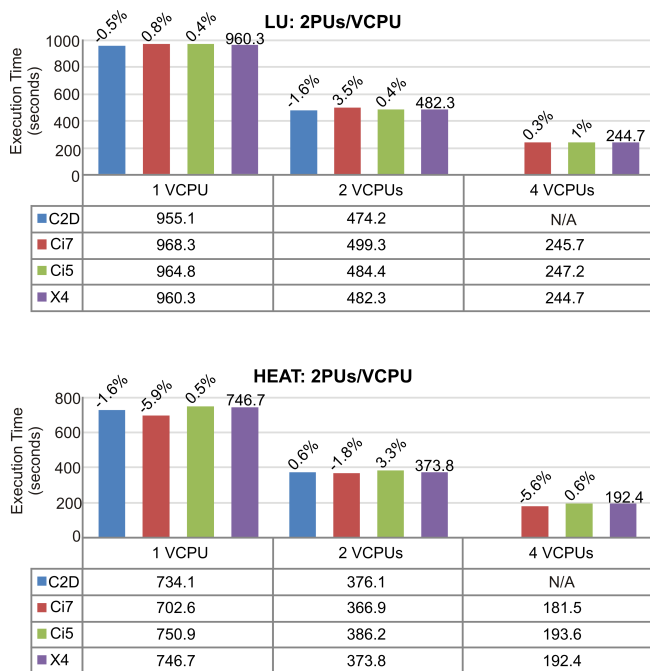 LU: 2PUs/VCPU
Execution Time
(seconds)
1000
800
600
400
200
0
-0.5%
0.8%
0.4%
960.3
-1.6%
3.5%
0.4%
482.3
0.3%
1%
244.7
1 VCPU 2 VCPUs 4 VCPUs
C2D 955.1 474.2 N/A
Ci7 968.3 499.3 245.7
Ci5 964.8 484.4 247.2
X4 960.3 482.3 244.7
HEAT: 2PUs/VCPU
Execution Time
(seconds)
800
600
400
200
0
-1.6%
-5.9%
0.5%
746.7
0.6%
-1.8%
3.3%
373.8
-5.6%
0.6%
192.4
1 VCPU 2 VCPUs 4 VCPUs
C2D 734.1 376.1 N/A
Ci7 702.6 366.9 181.5
Ci5 750.9 386.2 193.6
X4 746.7 373.8 192.4